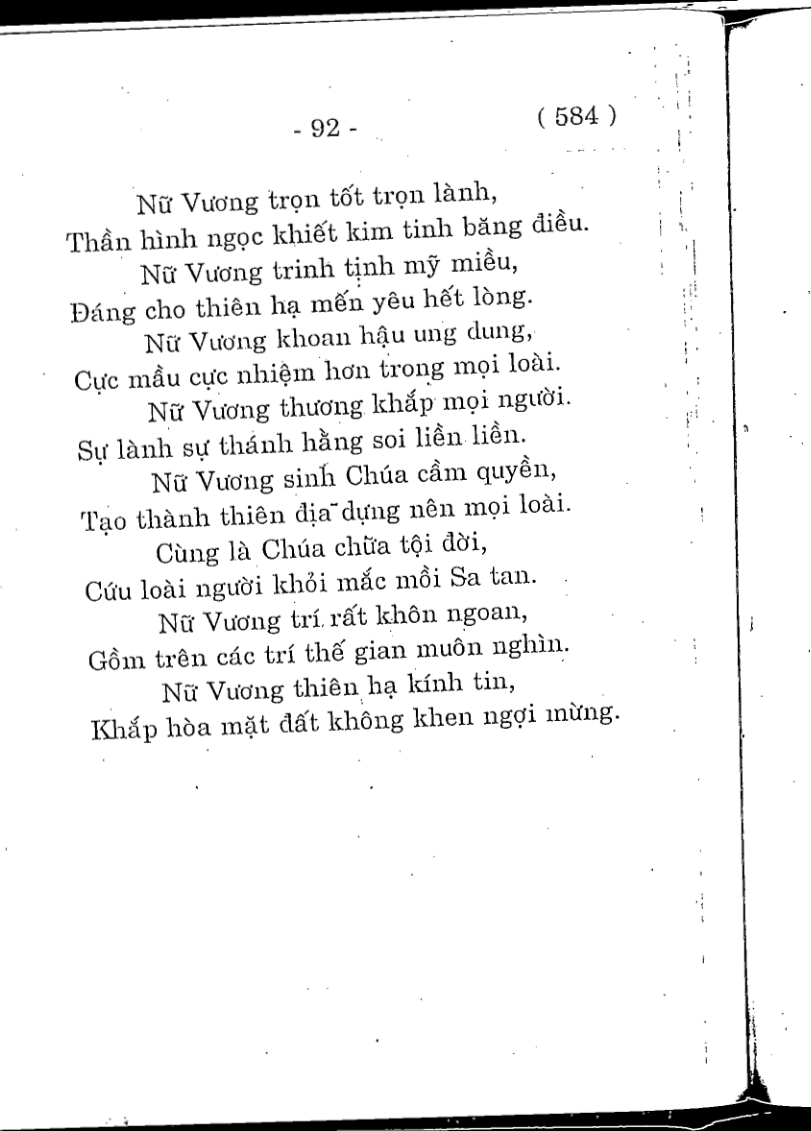 - 92 -
( 584 )
Nữ Vương trọn tốt trọn lành,
Thần hình ngọc khiết kim tinh băng điều.
Nữ Vương trinh tịnh mỹ miều,
Đáng cho thiên hạ mến yêu hết lòng.
Nữ Vương khoan hậu ung dung,
Cực mầu cực nhiệm hơn trong mọi loài.
Nữ Vương thương khắp mọi người.
Sự lành sự thánh hằng soi liền liền.
Nữ Vương sinh Chúa cầm quyền,
Tạo thành thiên địa dựng nên mọi loài.
Cùng là Chúa chữa tội đời,
Cứu loài người khỏi mắc mồi Sa tan.
Nữ Vương trí rất khôn ngoan,
Gồm trên các trí thế gian muôn nghìn.
Nữ Vương thiên hạ kính tin,
Khắp hòa mặt đất không khen ngợi mừng.